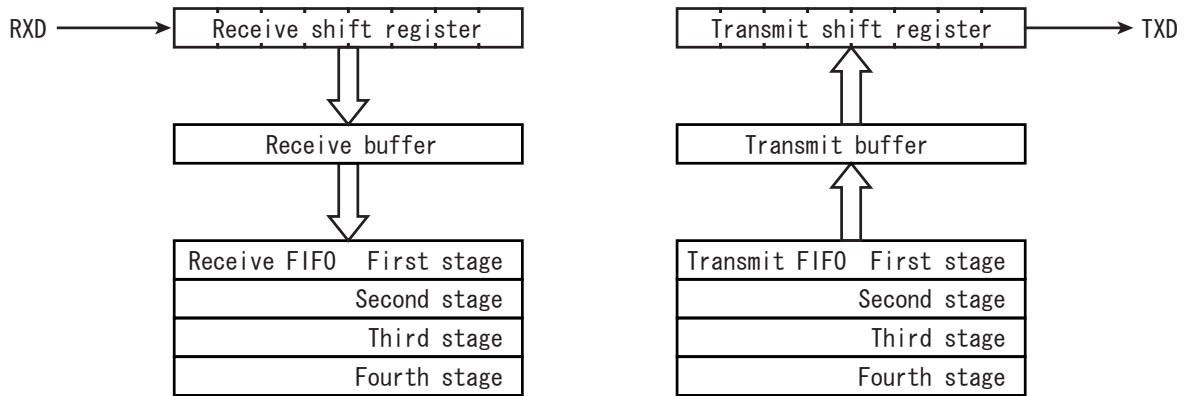 RXD Receive shift register Transmit shift register TXD
Receive buffer Transmit buffer
Receive FIFO First stage Transmit FIFO First stage
Second stage Second stage
Third stage Third stage
Fourth stage Fourth stage